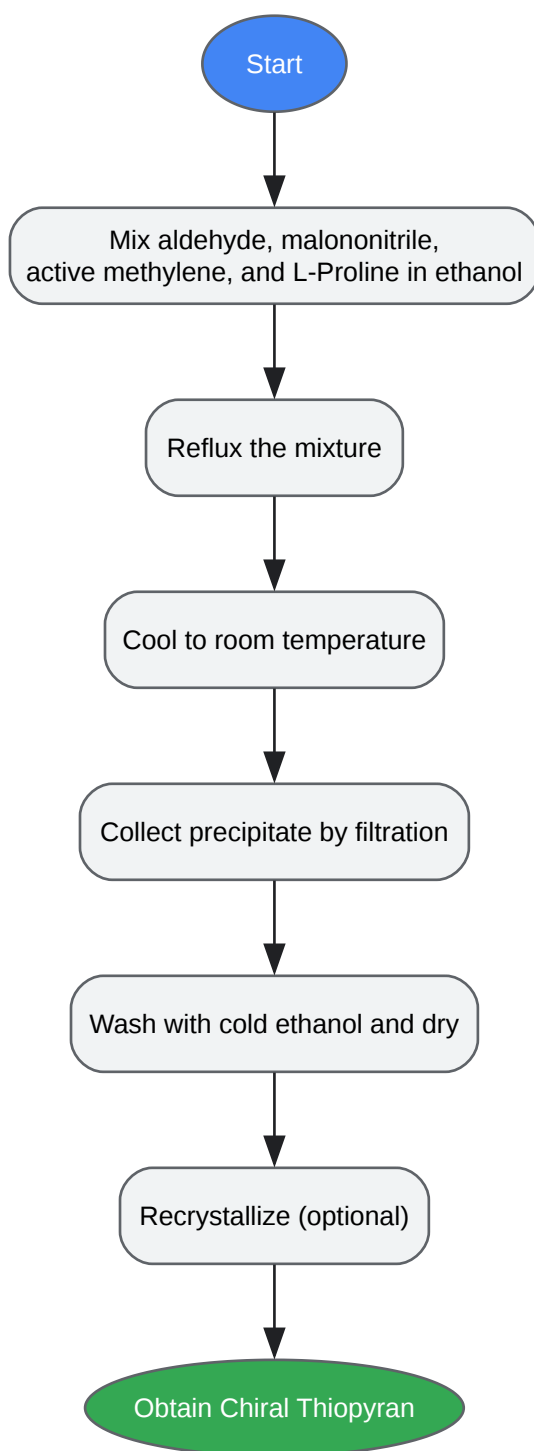 Start
Mix aldehyde, malononitrile,
active methylene, and L-Proline in ethanol
Reflux the mixture
Cool to room temperature
Collect precipitate by filtration
Wash with cold ethanol and dry
Recrystallize (optional)
Obtain Chiral Thiopyran